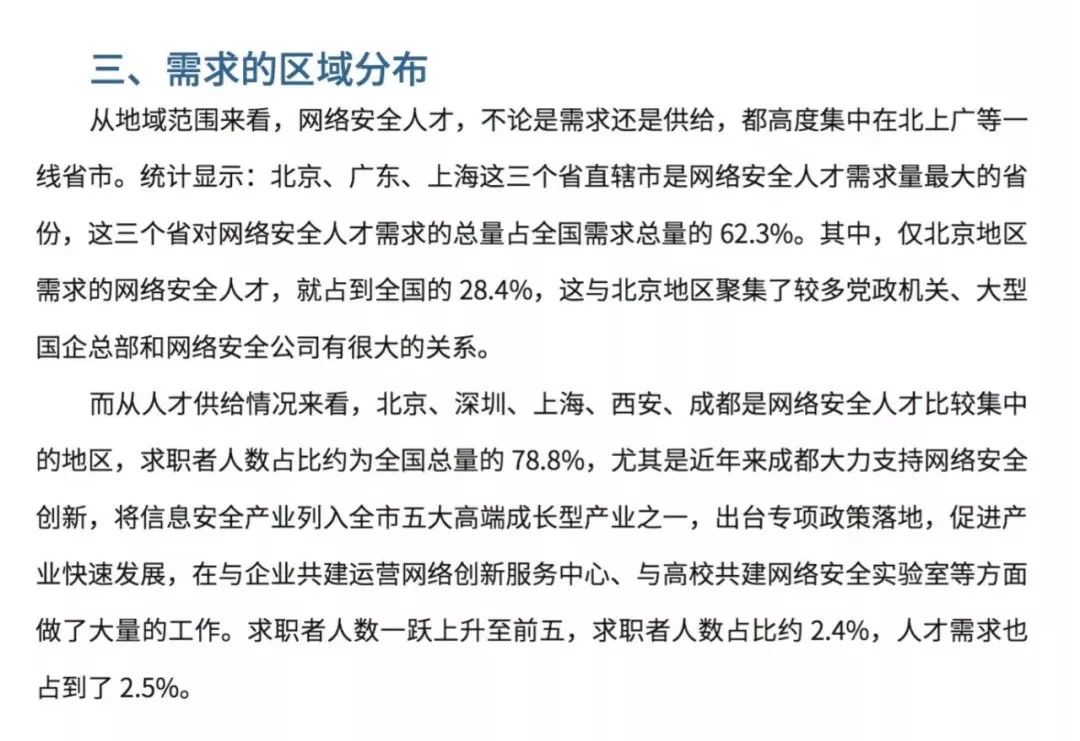 三、需求的区域分布
从地域范围来看，网络安全人才，不论是需求还是供给，都高度集中在北上广等一
线省市。统计显示：北京、广东、上海这三个省直辖市是网络安全人才需求量最大的省
份，这三个省对网络安全人才需求的总量占全国需求总量的 62.3%。其中，仅北京地区
需求的网络安全人才，就占到全国的 28.4%，这与北京地区聚集了较多党政机关、大型
国企总部和网络安全公司有很大的关系。
而从人才供给情况来看，北京、深圳、上海、西安、成都是网络安全人才比较集中
的地区，求职者人数占比约为全国总量的 78.8%，尤其是近年来成都大力支持网络安全
创新，将信息安全产业列入全市五大高端成长型产业之一，出台专项政策落地，促进产
业快速发展，在与企业共建运营网络创新服务中心、与高校共建网络安全实验室等方面
做了大量的工作。求职者人数一跃上升至前五，求职者人数占比约 2.4%，人才需求也
占到了 2.5%。